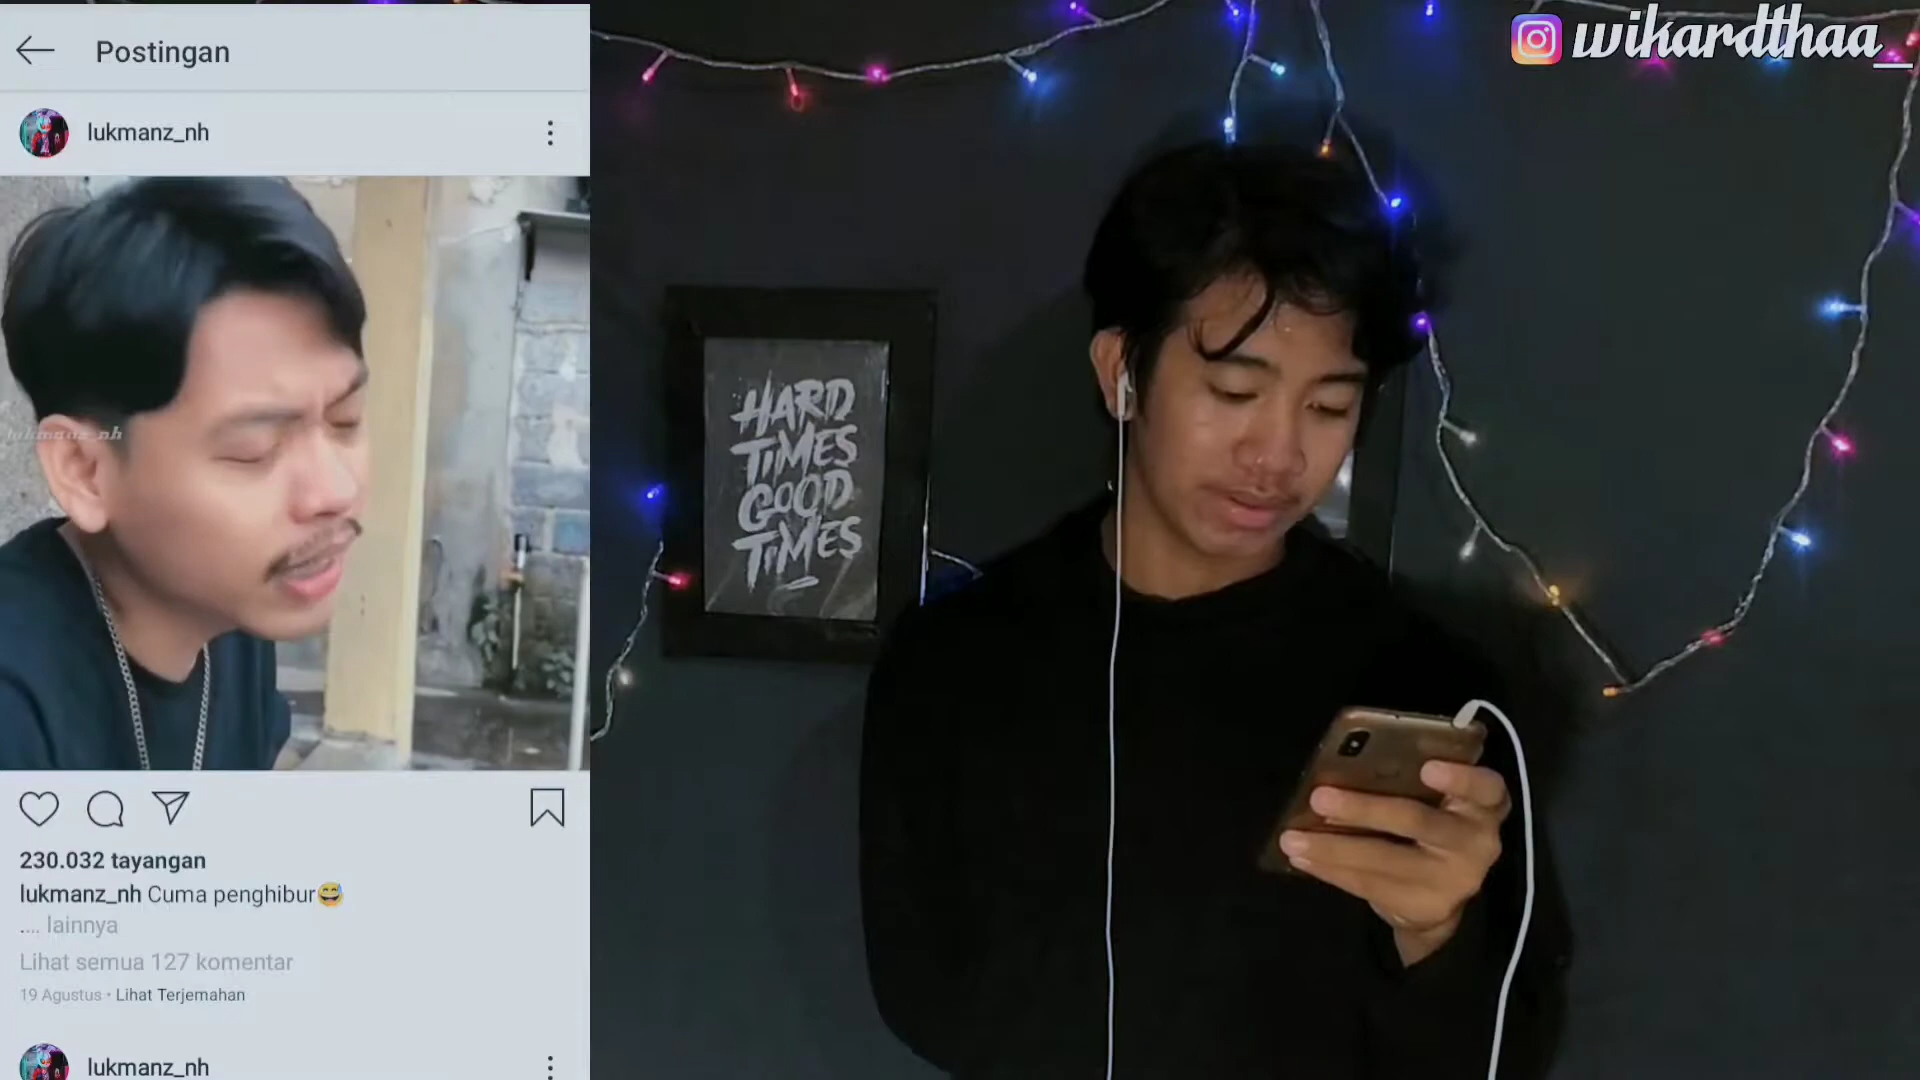 Postingan
lukmanz_nh
lukmanz_nh
230.032 tayangan
lukmanz_nh Cuma penghibur😅
.... lainnya
Lihat semua 127 komentar
19 Agustus • Lihat Terjemahan
lukmanz_nh
HARD
TIMES
GOOD
TIMES
wikardthaa_